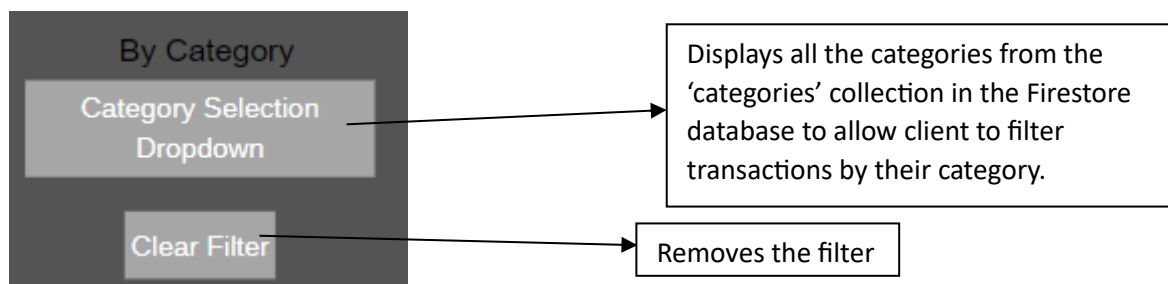 By Category
Category Selection
Dropdown
Clear Filter
Displays all the categories from the
‘categories’ collection in the Firestore
database to allow client to filter
transactions by their category.
Removes the filter